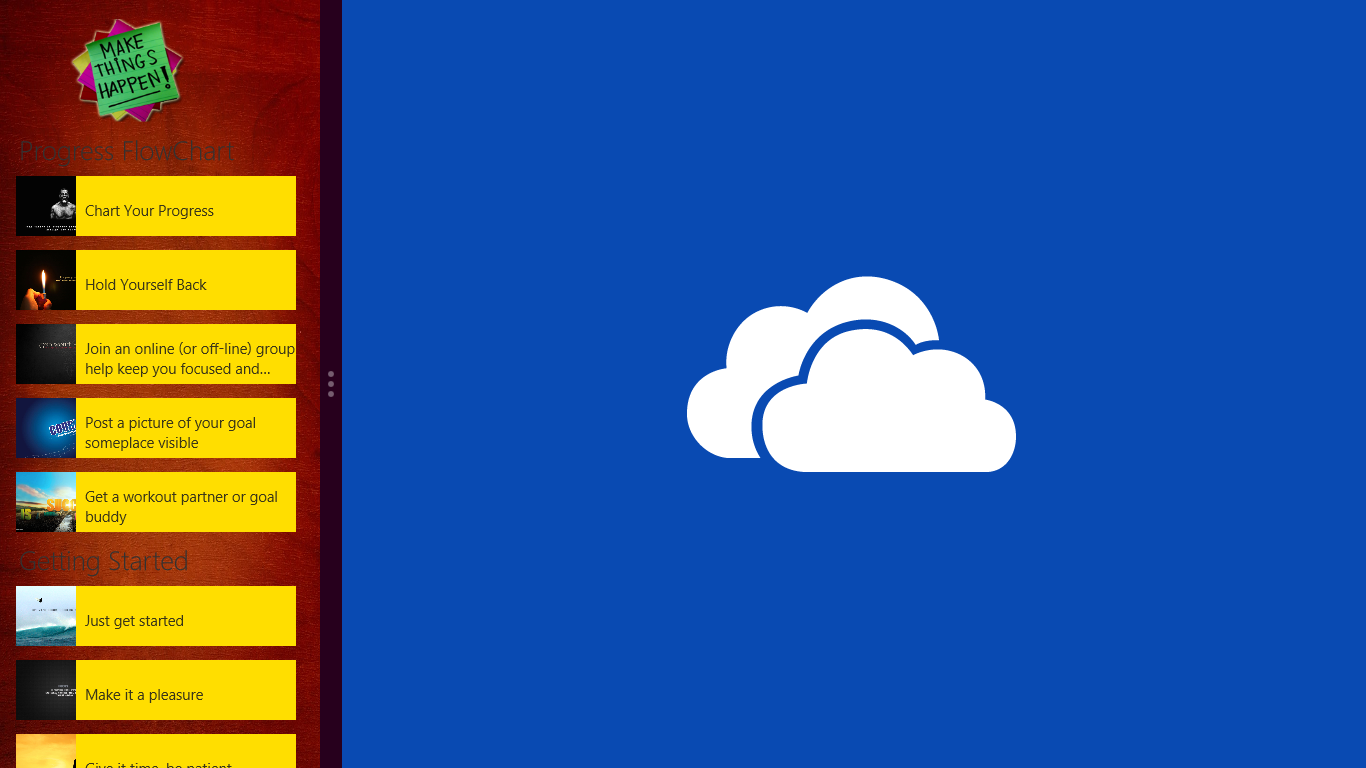 MAKE
THINGS
HAPPEN!
Progress FlowChart
Chart Your Progress
Hold Yourself Back
Join an online (or off-line) group
help keep you focused and...
Post a picture of your goal
someplace visible
Get a workout partner or goal
buddy
Getting Started
Just get started
Make it a pleasure
Give it time, be patient